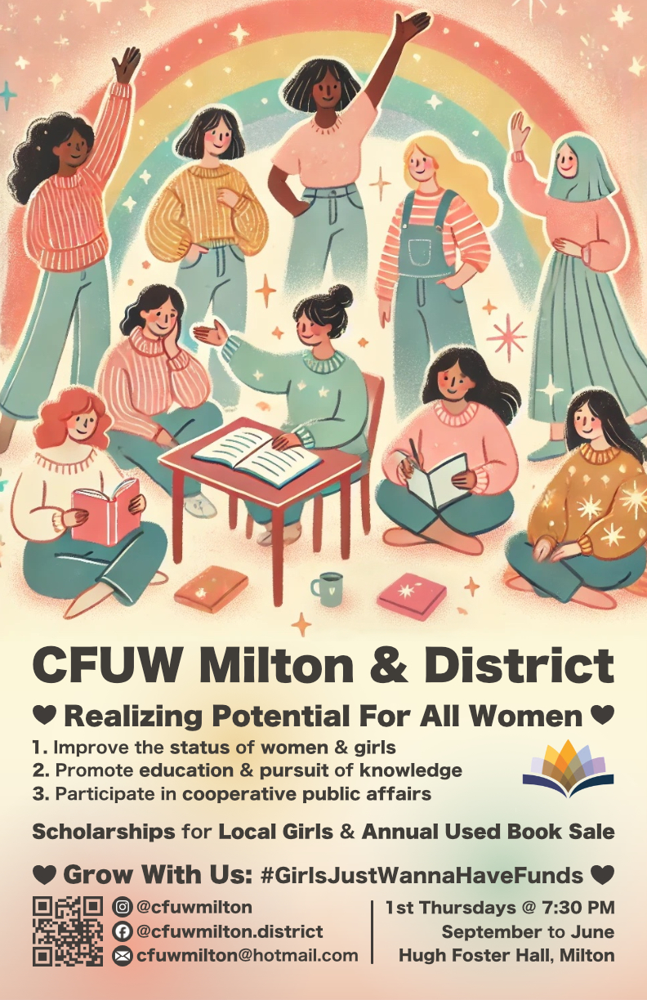 CFUW Milton & District
Realizing Potential For All Women
1. Improve the status of women & girls
2. Promote education & pursuit of knowledge
3. Participate in cooperative public affairs
Scholarships for Local Girls & Annual Used Book Sale
Grow With Us: #GirlsJustWannaHaveFunds
@cfuwmilton
@cfuwmilton.district
cfuwmilton@hotmail.com
1st Thursdays @ 7:30 PM
September to June
Hugh Foster Hall, Milton